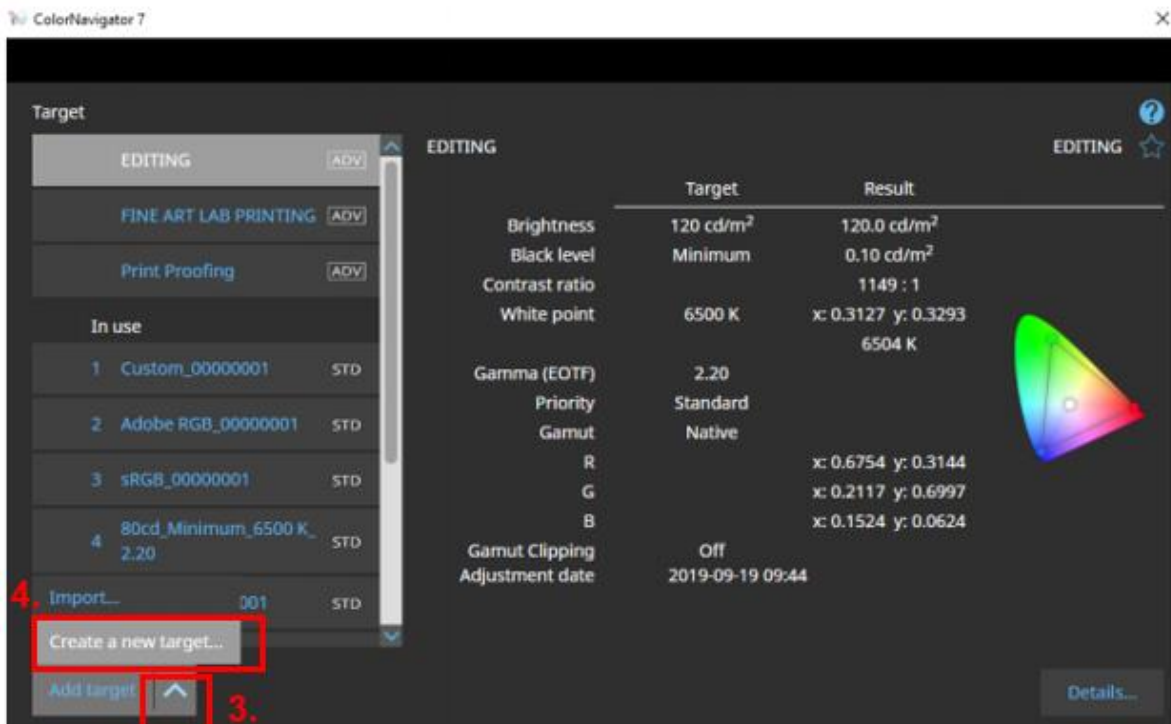 ColorNavigator 7
Target
EDITING ADV
FINE ART LAB PRINTING ADV
Print Proofing ADV
In use
1 Custom_00000001 STD
2 Adobe RGB_00000001 STD
3 sRGB_00000001 STD
4 80cd_Minimum_6500 K_
2.20 STD
4. Import... 001 STD
Create a new target...
Add target 3.
EDITING EDITING
Target Result
Brightness 120 cd/m² 120.0 cd/m²
Black level Minimum 0.10 cd/m²
Contrast ratio 1149 : 1
White point 6500 K x: 0.3127 y: 0.3293
6504 K
Gamma (EOTF) 2.20
Priority Standard
Gamut Native
R x: 0.6754 y: 0.3144
G x: 0.2117 y: 0.6997
B x: 0.1524 y: 0.0624
Gamut Clipping Off
Adjustment date 2019-09-19 09:44
Details...